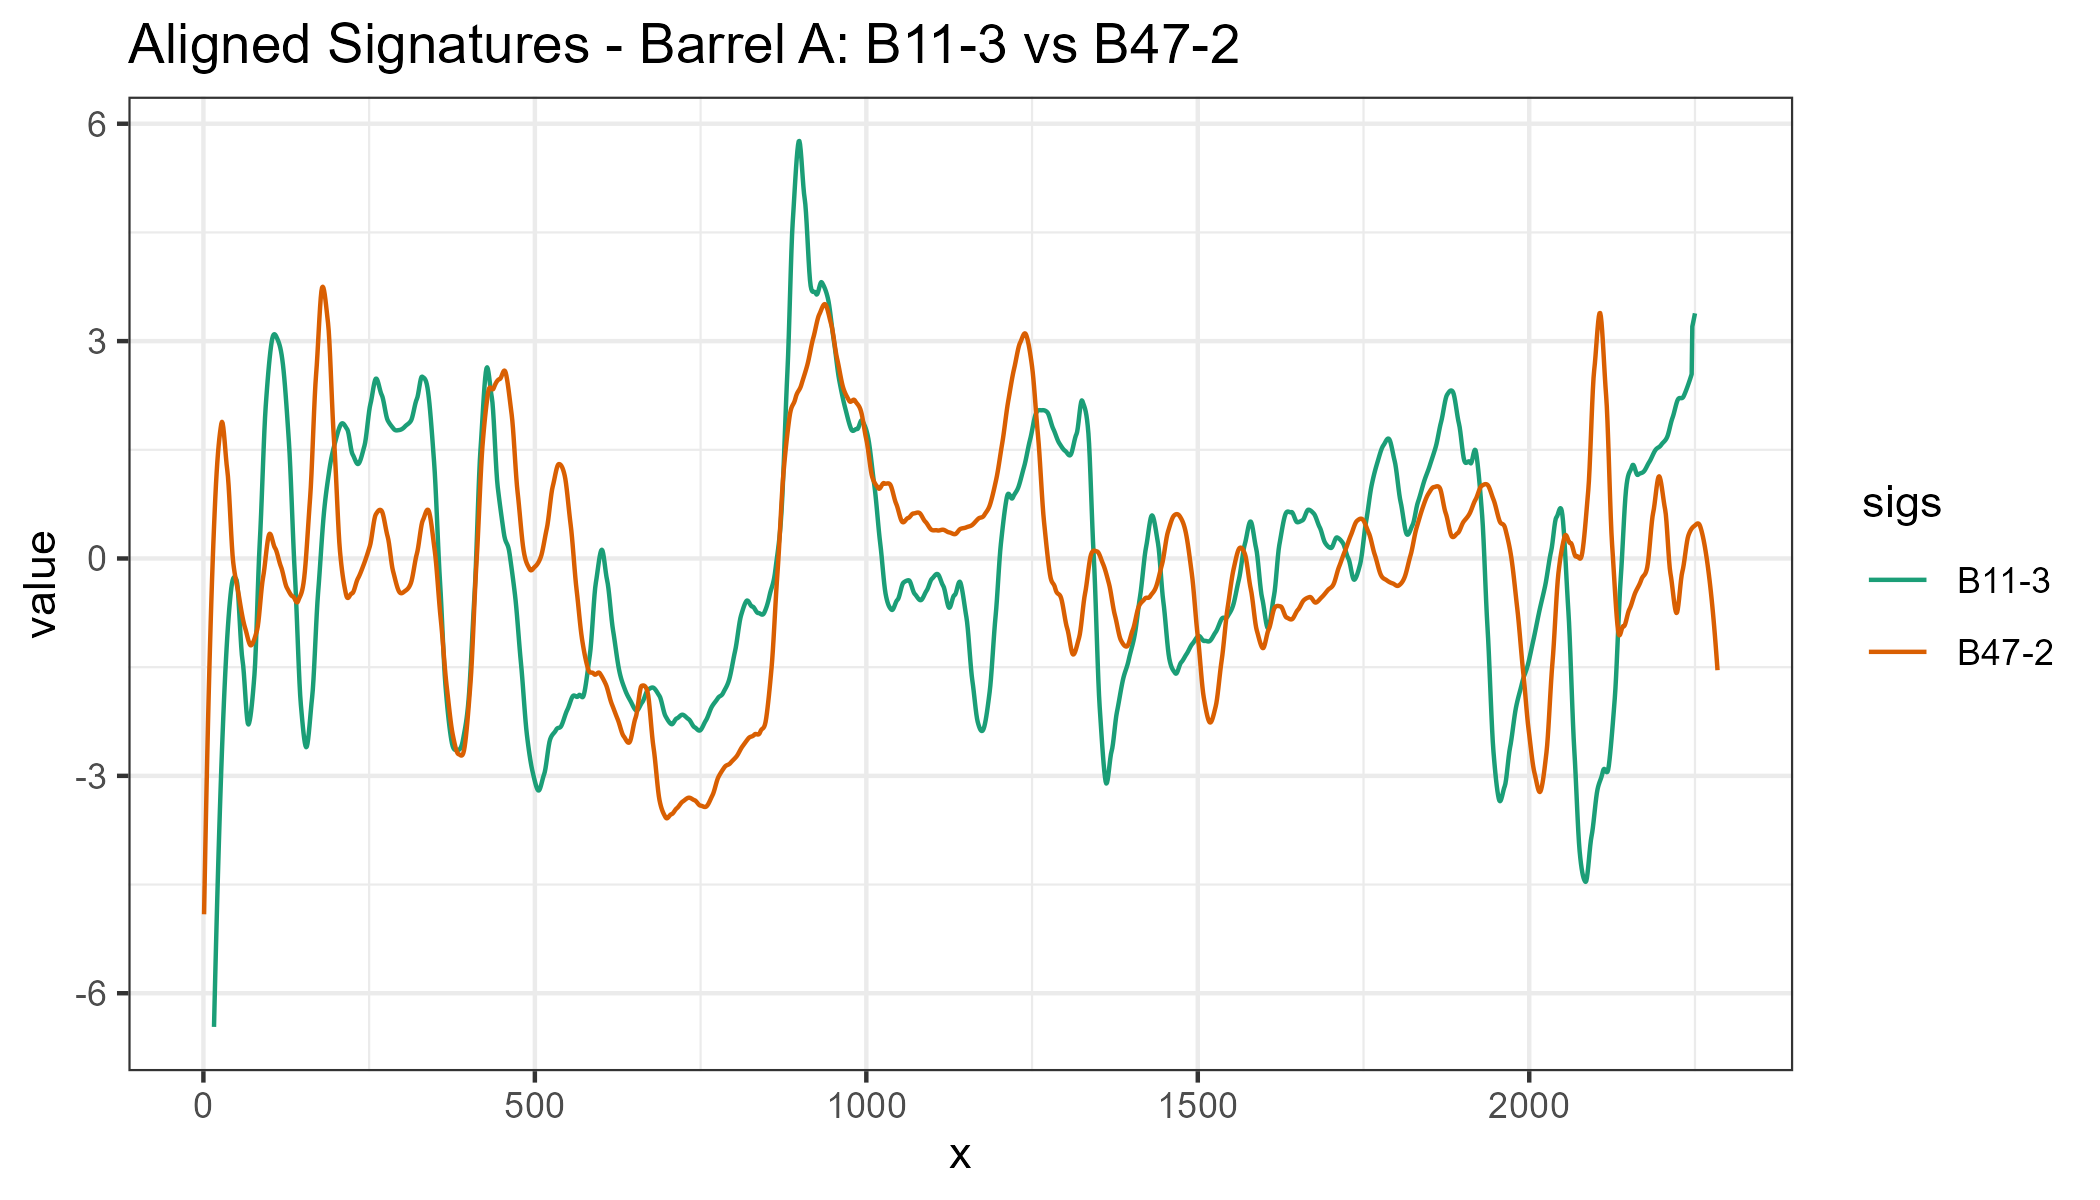 Aligned Signatures - Barrel A: B11-3 vs B47-2
6
3
0
-3
-6
value
0 500 1000 1500 2000
x
sigs
B11-3
B47-2